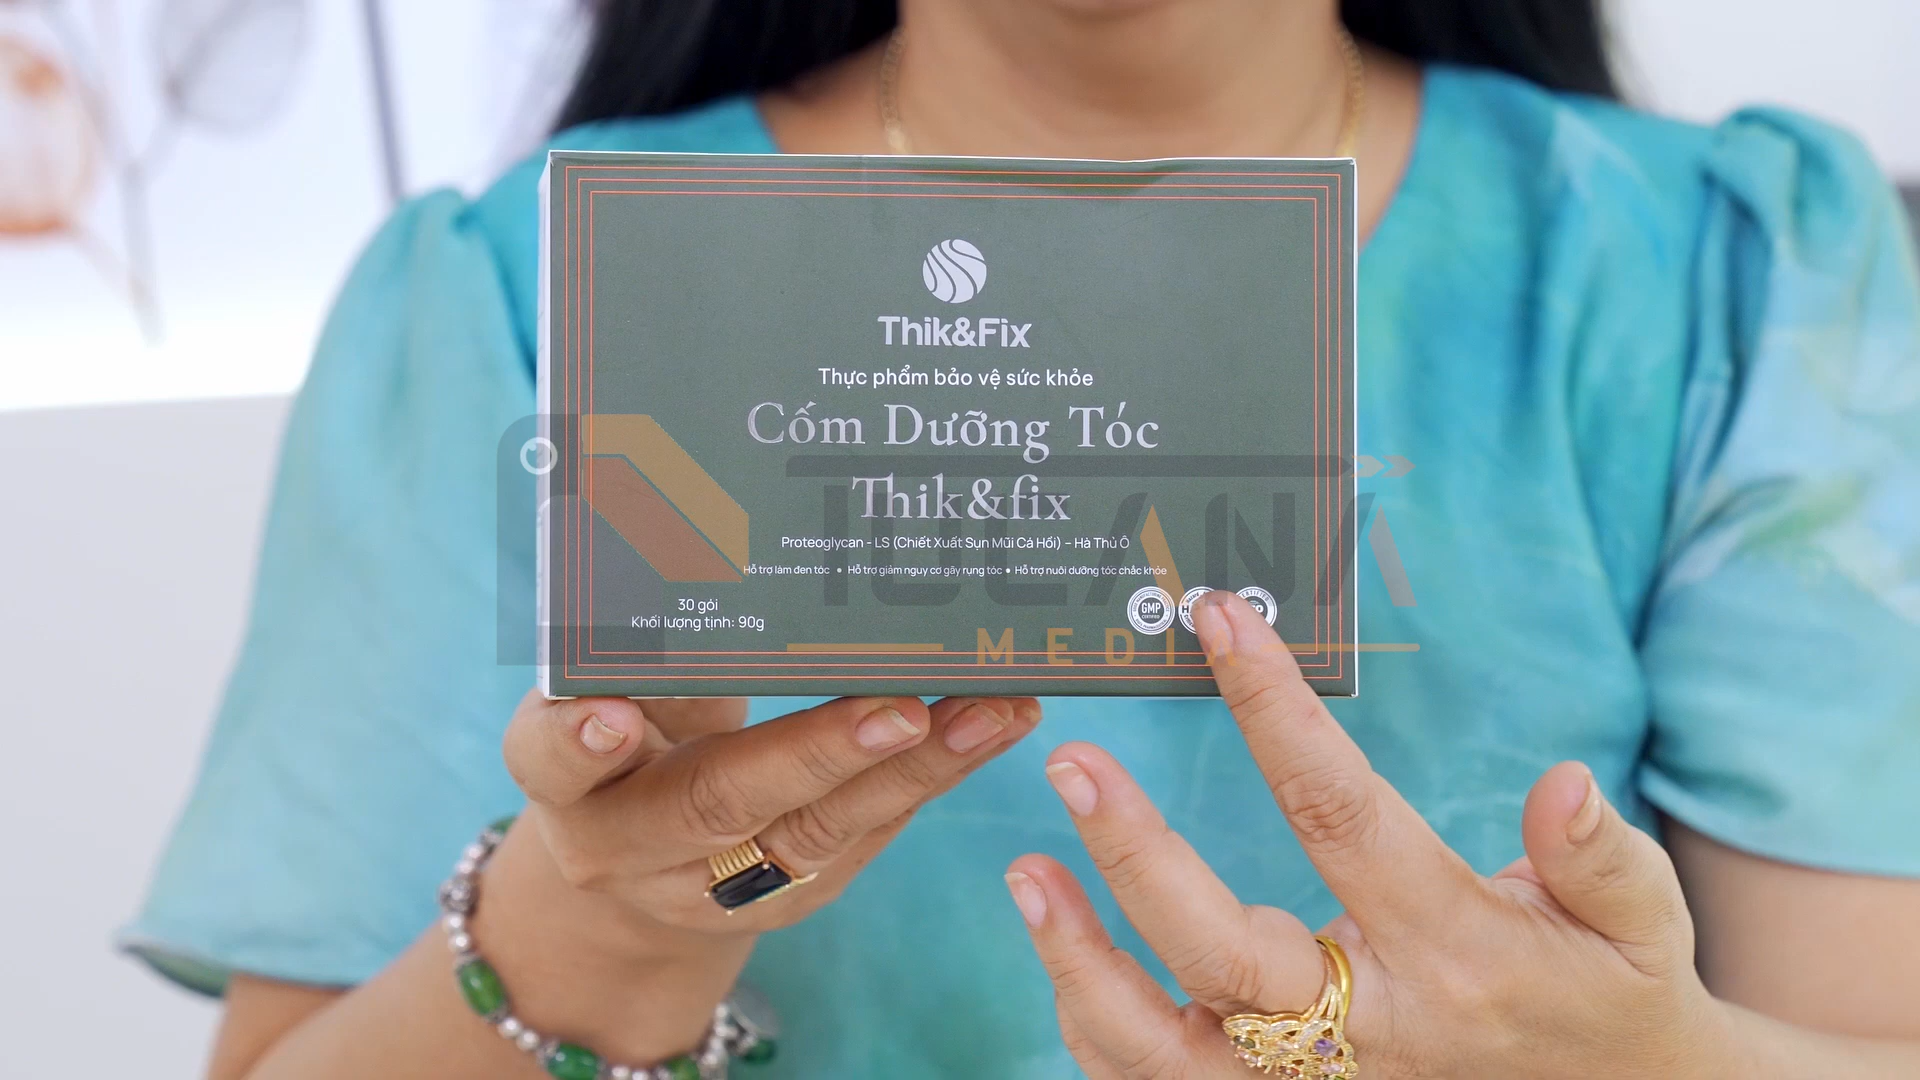 Thik&Fix
Thực phẩm bảo vệ sức khỏe
Cốm Dưỡng Tóc
Thik&fix
Proteoglycan - LS (Chiết Xuất Sụn Mũi Cá Hồi) – Hà Thủ Ô
Hỗ trợ làm đen tóc • Hỗ trợ giảm nguy cơ gãy rụng tóc • Hỗ trợ nuôi dưỡng tóc chắc khỏe
30 gói
Khối lượng tịnh: 90g
GMP
CERTIFIED
MEDIA